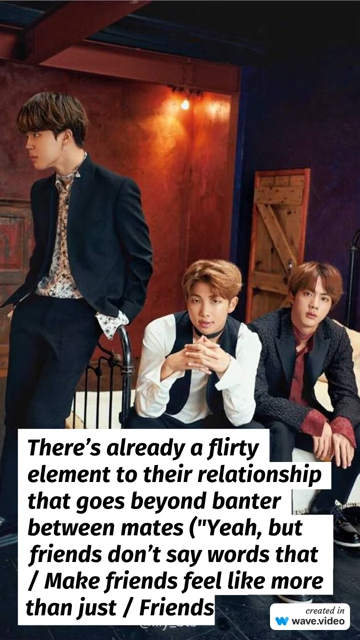 There’s already a flirty
element to their relationship
that goes beyond banter
between mates ("Yeah, but
friends don’t say words that
/ Make friends feel like more
than just / Friends
created in
wave.video